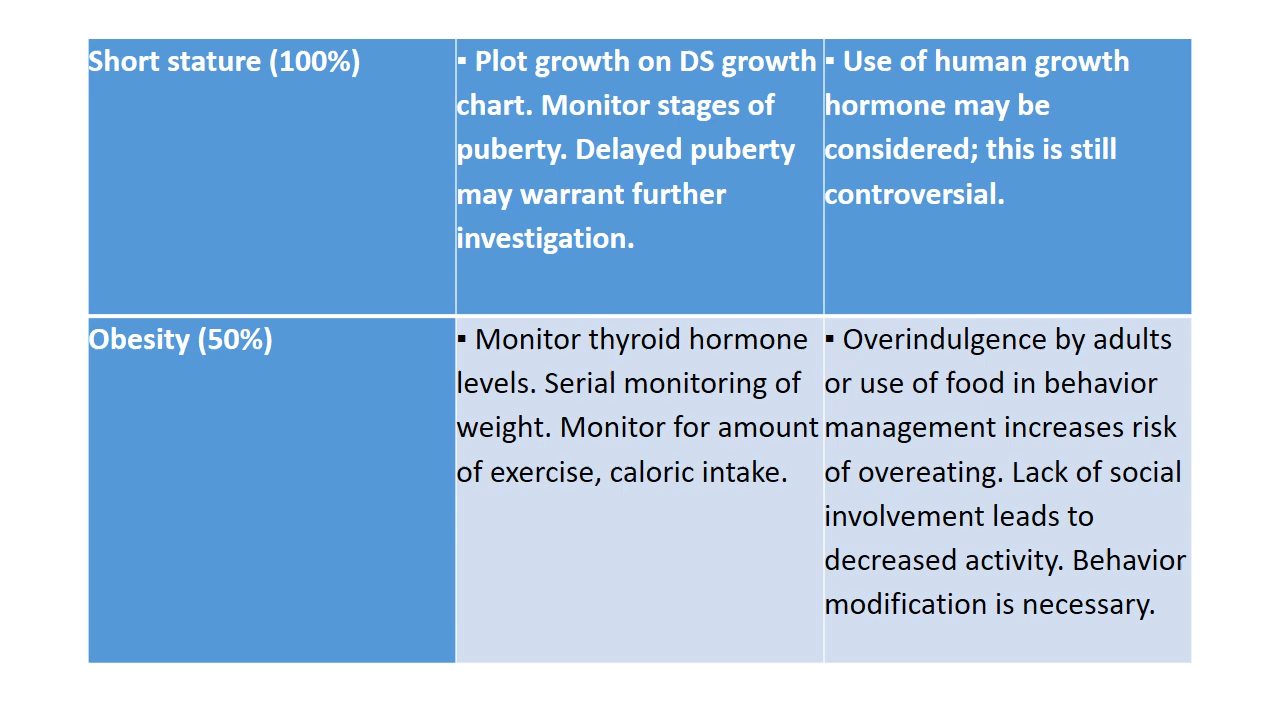 Short stature (100%)
▪ Plot growth on DS growth
chart. Monitor stages of
puberty. Delayed puberty
may warrant further
investigation.
▪ Use of human growth
hormone may be
considered; this is still
controversial.
Obesity (50%)
▪ Monitor thyroid hormone
levels. Serial monitoring of
weight. Monitor for amount
of exercise, caloric intake.
▪ Overindulgence by adults
or use of food in behavior
management increases risk
of overeating. Lack of social
involvement leads to
decreased activity. Behavior
modification is necessary.